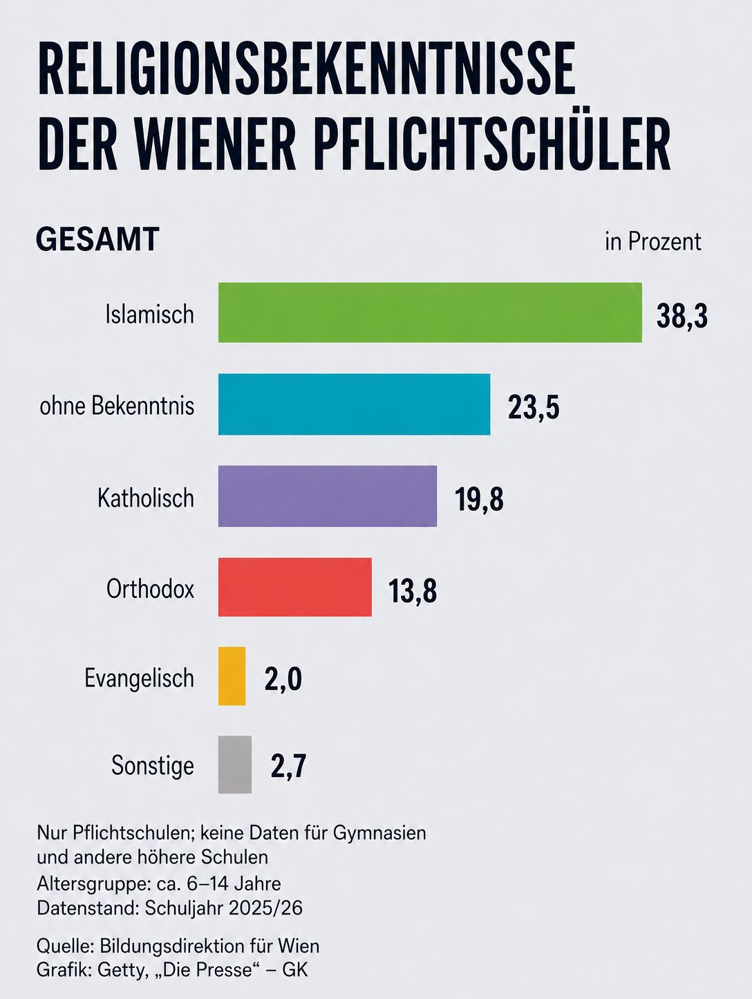 RELIGIONSBEKENNTNISSE
DER WIENER PFLICHTSCHÜLER
GESAMT
in Prozent
Islamisch 38,3
ohne Bekenntnis 23,5
Katholisch 19,8
Orthodox 13,8
Evangelisch 2,0
Sonstige 2,7
Nur Pflichtschulen; keine Daten für Gymnasien
und andere höhere Schulen
Altersgruppe: ca. 6–14 Jahre
Datenstand: Schuljahr 2025/26
Quelle: Bildungsdirektion für Wien
Grafik: Getty, „Die Presse“ – GK